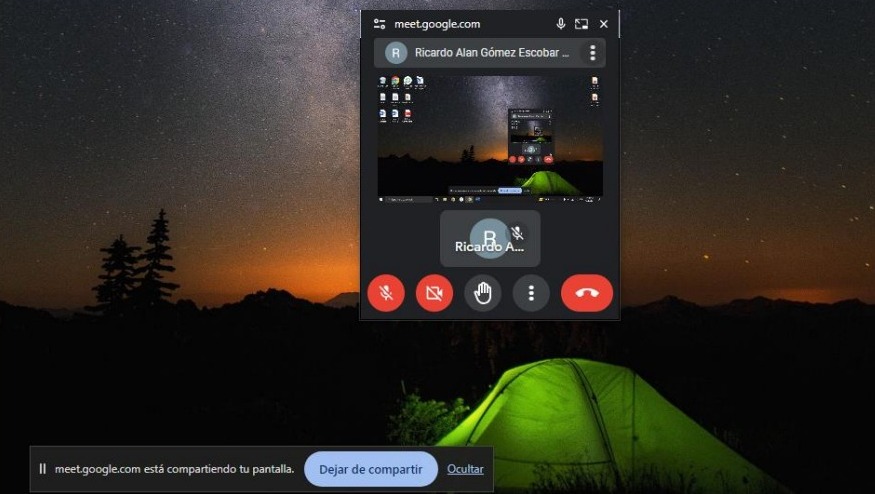 meet.google.com
R Ricardo Alan Gómez Escobar ...
R
Ricardo A...
meet.google.com está compartiendo tu pantalla.
Dejar de compartir
Ocultar